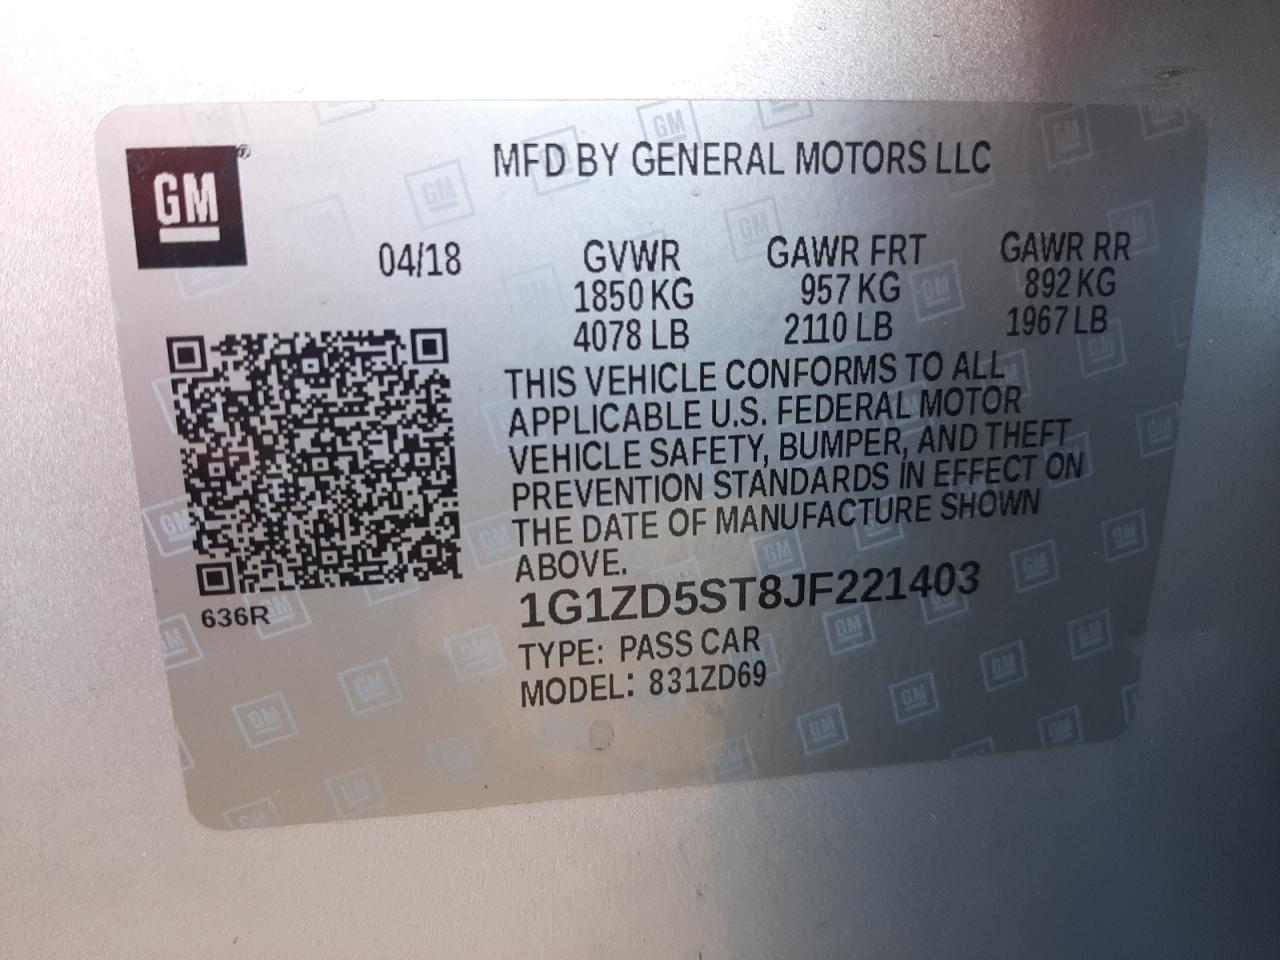 GM®
MFD BY GENERAL MOTORS LLC
04/18
GVWR GAWR FRT GAWR RR
1850 KG 957 KG 892 KG
4078 LB 2110 LB 1967 LB
THIS VEHICLE CONFORMS TO ALL
APPLICABLE U.S. FEDERAL MOTOR
VEHICLE SAFETY, BUMPER, AND THEFT
PREVENTION STANDARDS IN EFFECT ON
THE DATE OF MANUFACTURE SHOWN
ABOVE.
1G1ZD5ST8JF221403
636R
TYPE: PASS CAR
MODEL: 831ZD69